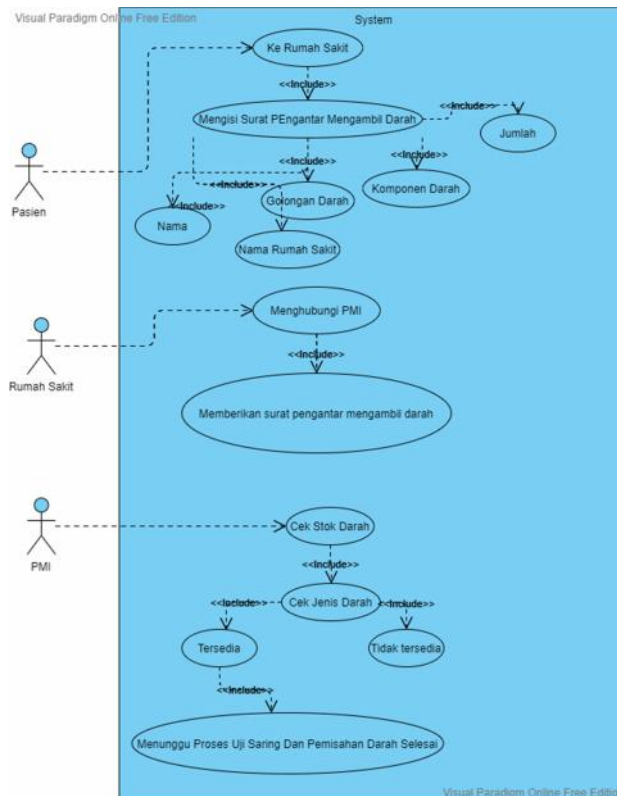 Visual Paradigm Online Free Edition
System
Ke Rumah Sakit
<<Include>>
Mengisi Surat PEngantar Mengambil Darah
<<Include>>
Jumlah
<<Include>>
<<Include>>
Komponen Darah
Pasien
Golongan Darah
<<Include>>
<<Include>>
Nama
Nama Rumah Sakit
Menghubungi PMI
<<Include>>
Rumah Sakit
Memberikan surat pengantar mengambil darah
Cek Stok Darah
<<Include>>
PMI
Cek Jenis Darah
<<Include>>
<<Include>>
Tersedia
Tidak tersedia
<<Include>>
Menunggu Proses Uji Saring Dan Pemisahan Darah Selesai
Visual Paradigm Online Free Edition